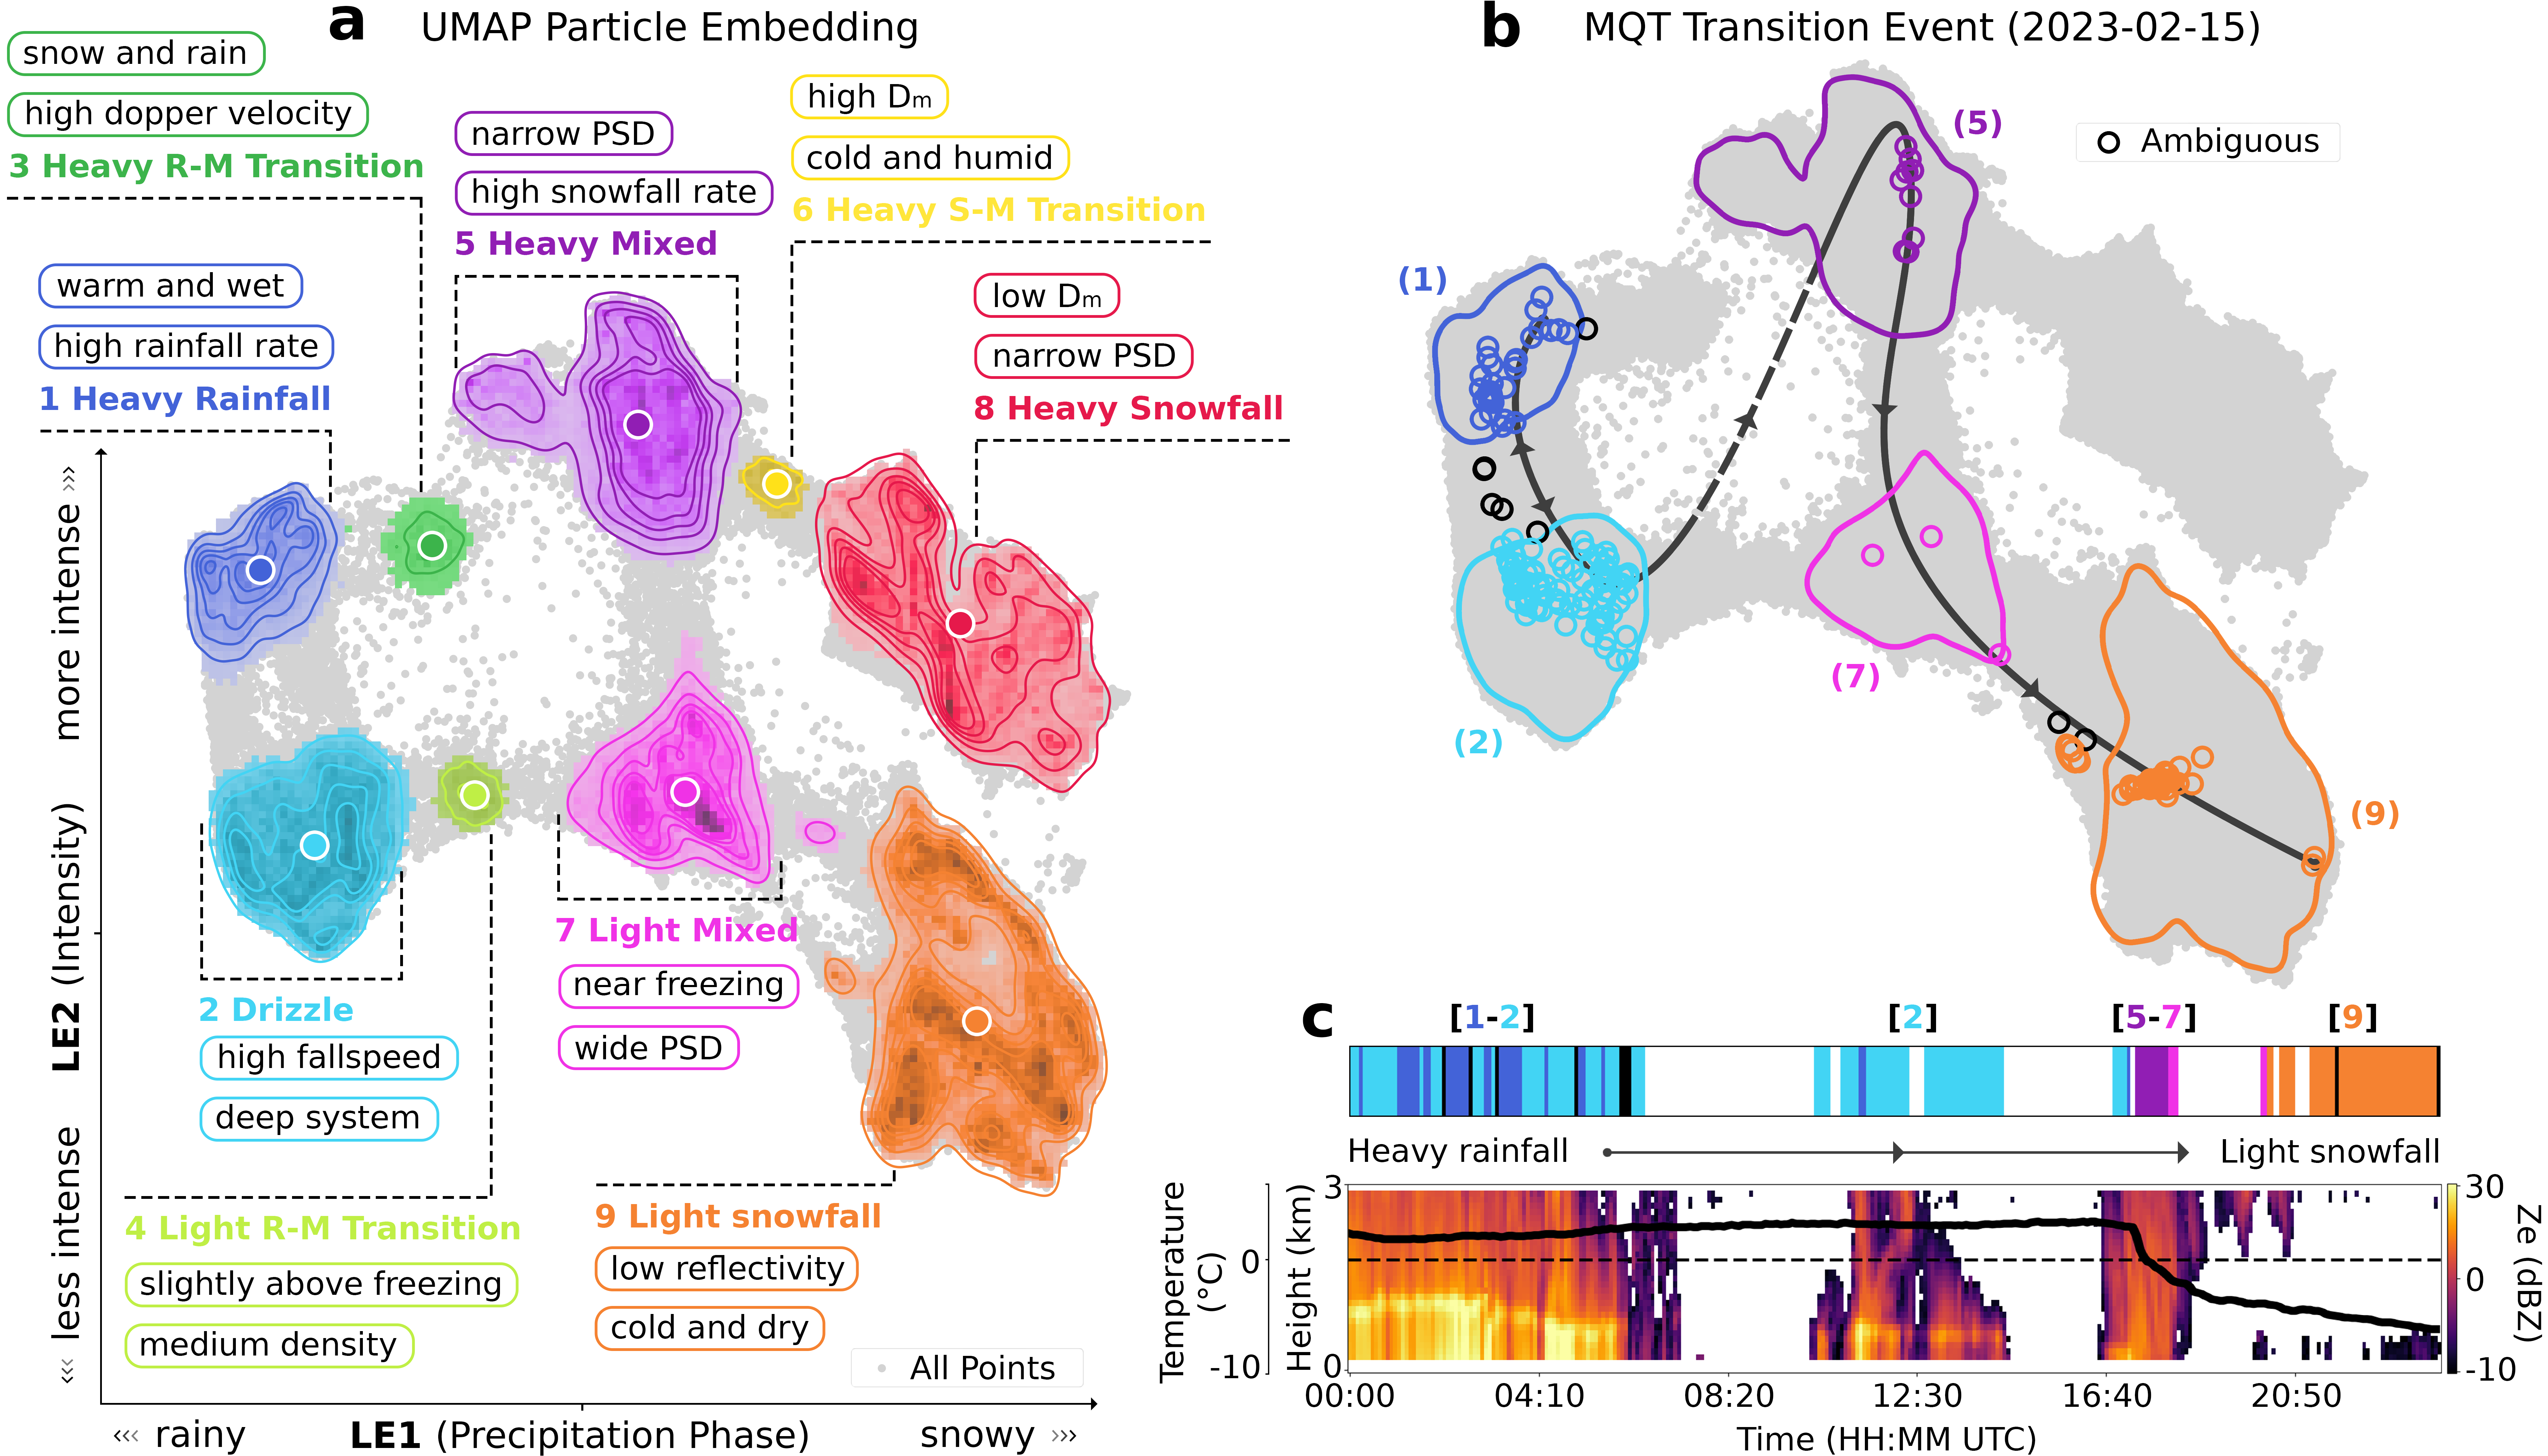 a UMAP Particle Embedding
snow and rain
high dopper velocity
3 Heavy R-M Transition
narrow PSD
high snowfall rate
5 Heavy Mixed
high Dm
cold and humid
6 Heavy S-M Transition
warm and wet
high rainfall rate
1 Heavy Rainfall
low Dm
narrow PSD
8 Heavy Snowfall
2 Drizzle
high fallspeed
deep system
7 Light Mixed
near freezing
wide PSD
4 Light R-M Transition
slightly above freezing
medium density
9 Light snowfall
low reflectivity
cold and dry
All Points
<<< less intense LE2 (Intensity) more intense >>>
<<< rainy LE1 (Precipitation Phase) snowy >>>
b MQT Transition Event (2023-02-15)
Ambiguous
(5)
(1)
(7)
(2)
(9)
c [1-2] [2] [5-7] [9]
Heavy rainfall Light snowfall
Temperature
(°C)
0
-10
Height (km)
3
0
30
0
-10
Ze (dBZ)
00:00 04:10 08:20 12:30 16:40 20:50
Time (HH:MM UTC)